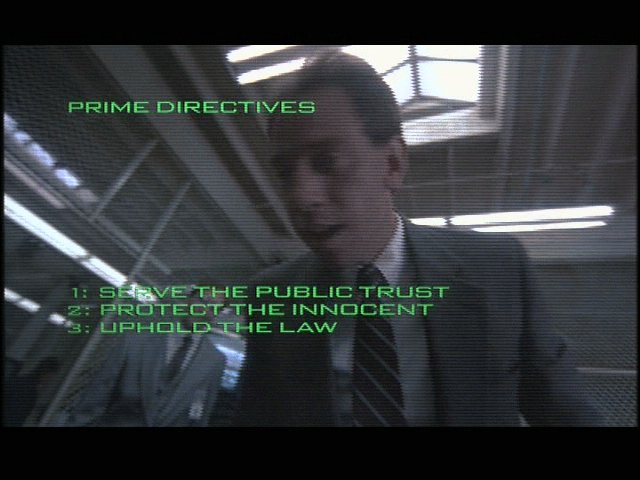 PRIME DIRECTIVES
1: SERVE THE PUBLIC TRUST
2: PROTECT THE INNOCENT
3: UPHOLD THE LAW